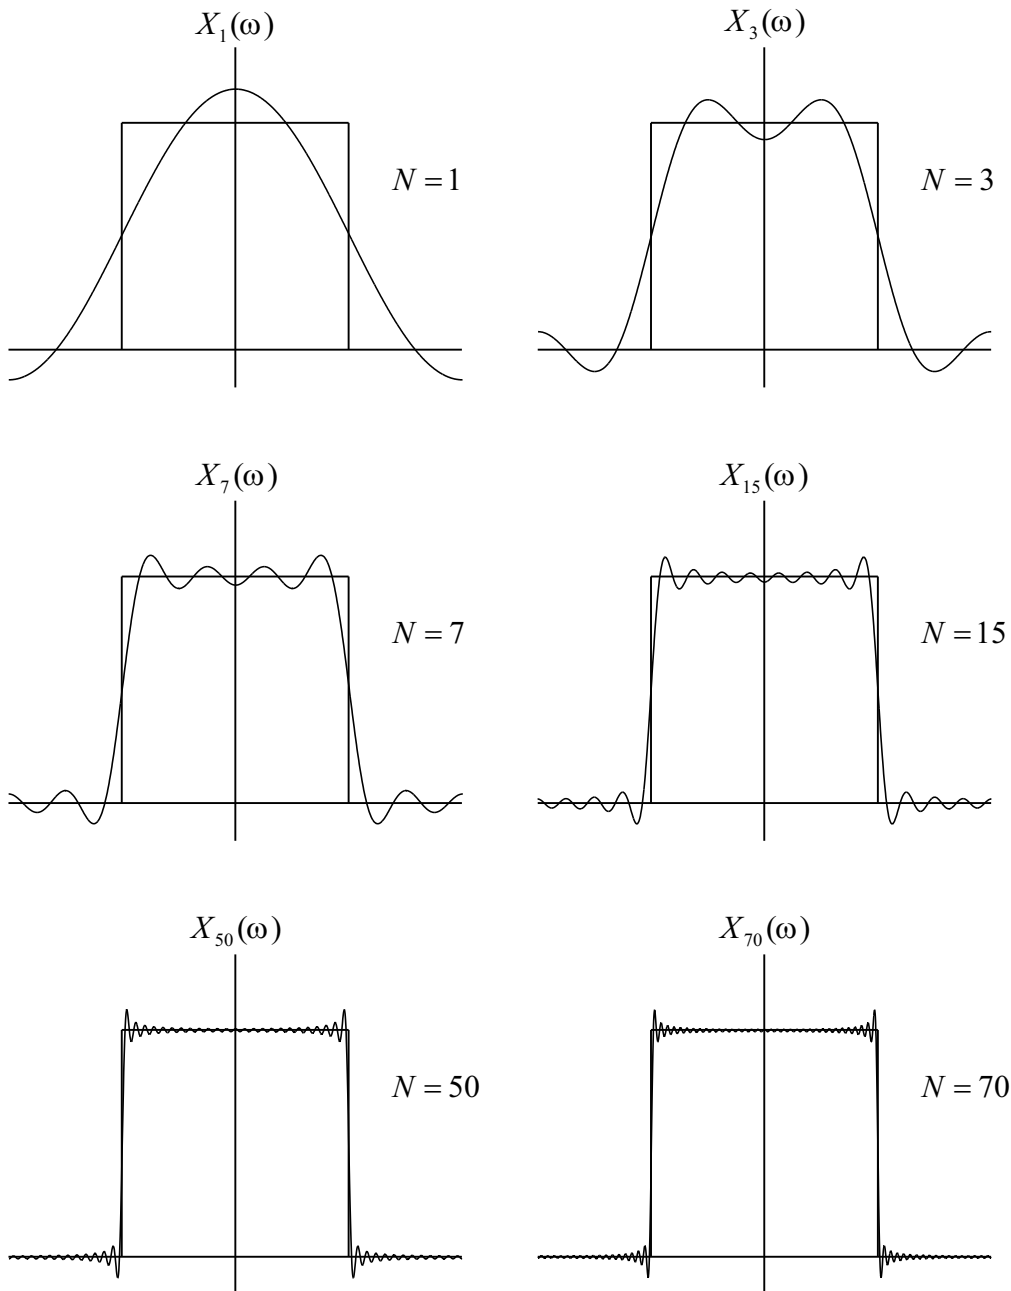 X₁(ω)
N = 1
X₃(ω)
N = 3
X₇(ω)
N = 7
X₁₅(ω)
N = 15
X₅₀(ω)
N = 50
X₇₀(ω)
N = 70